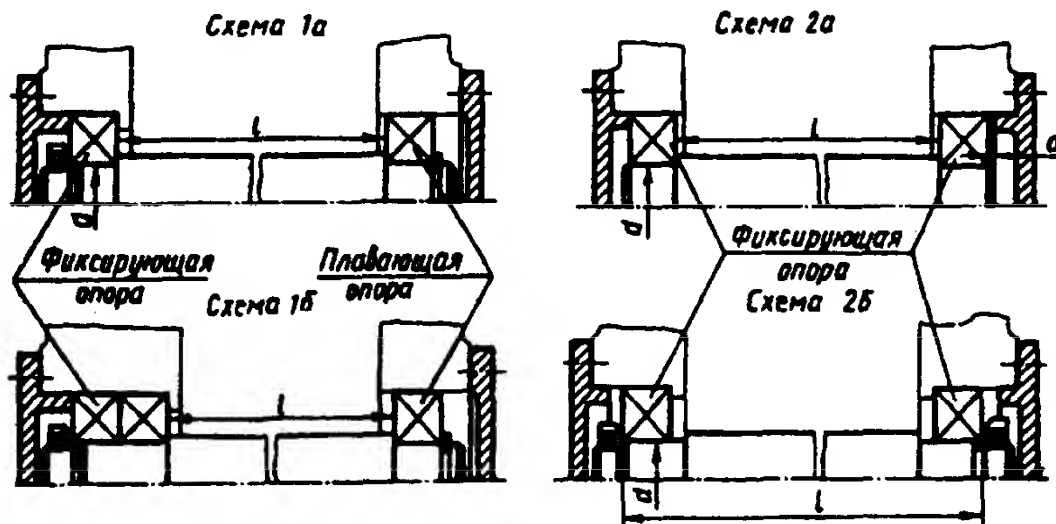 Схема 1а
Схема 2а
l
l
d
d
a
Фиксирующая
опора
Плавающая
опора
Фиксирующая
опора
Схема 1б
Схема 2б
l
d
l